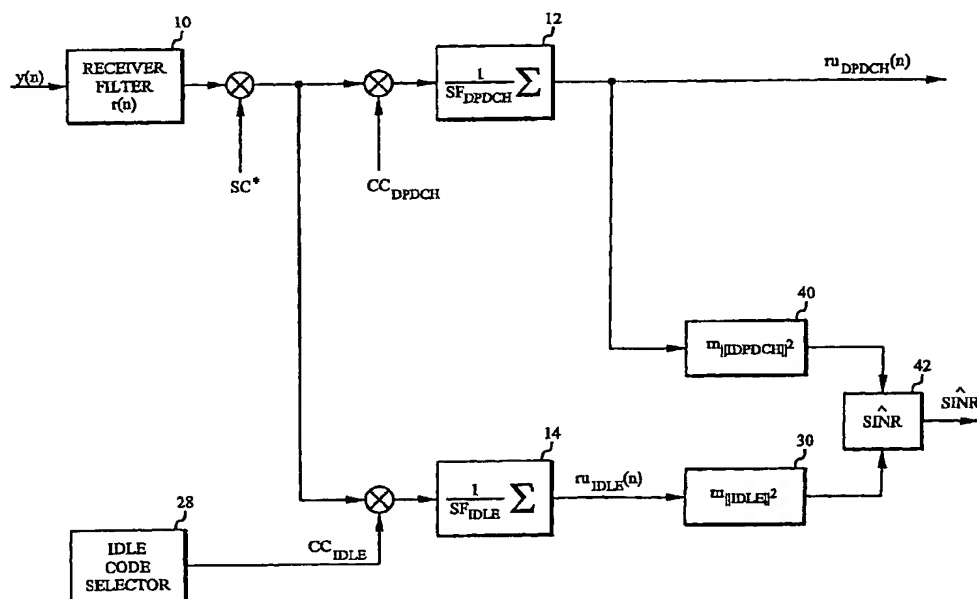 10
y(n)
RECEIVER
FILTER
r(n)
SC*
CC_DPDCH
12
1/SF_DPDCH Σ
ru_DPDCH(n)
40
m_|[IDPDCH]|²
42
SÎNR
SÎNR
28
IDLE
CODE
SELECTOR
CC_IDLE
14
1/SF_IDLE Σ
ru_IDLE(n)
30
m_|[IDLE]|²